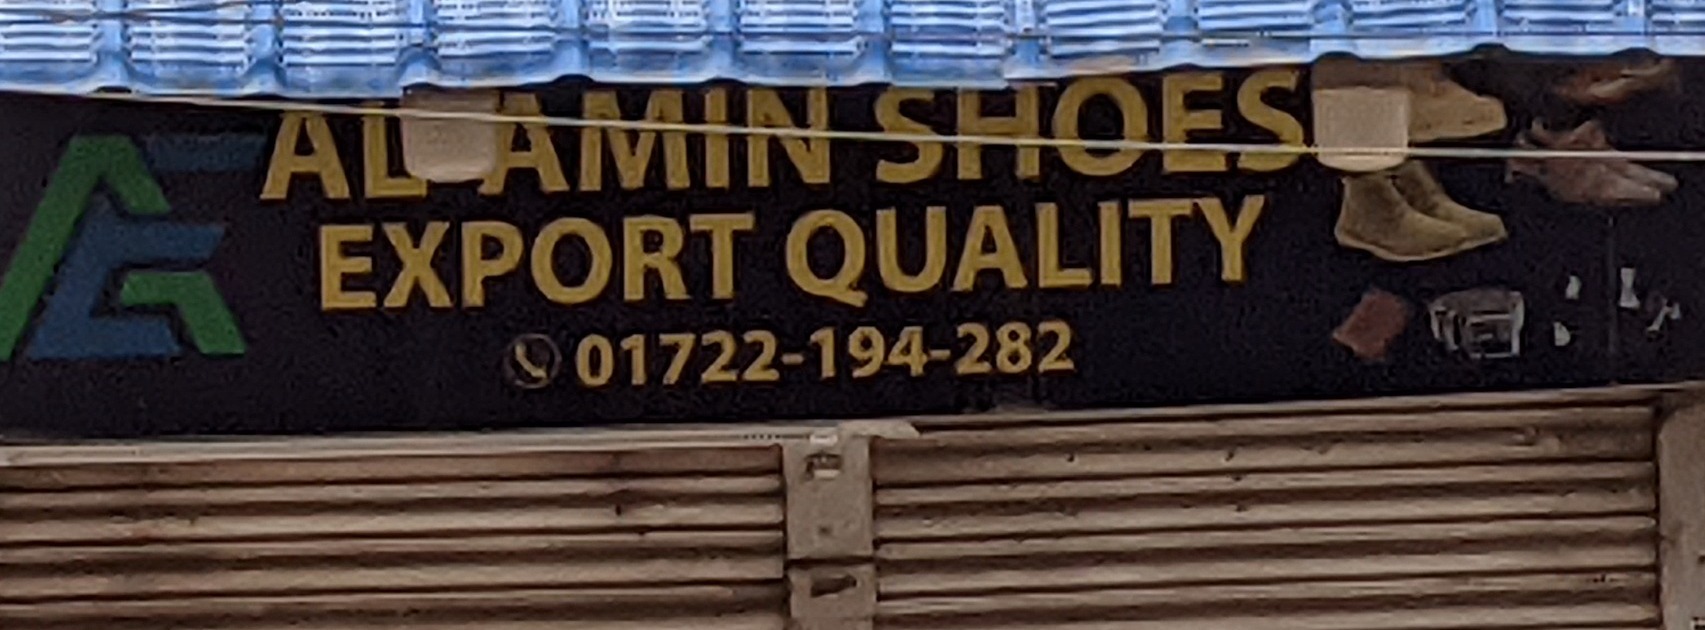 AL-AMIN SHOES
EXPORT QUALITY
01722-194-282